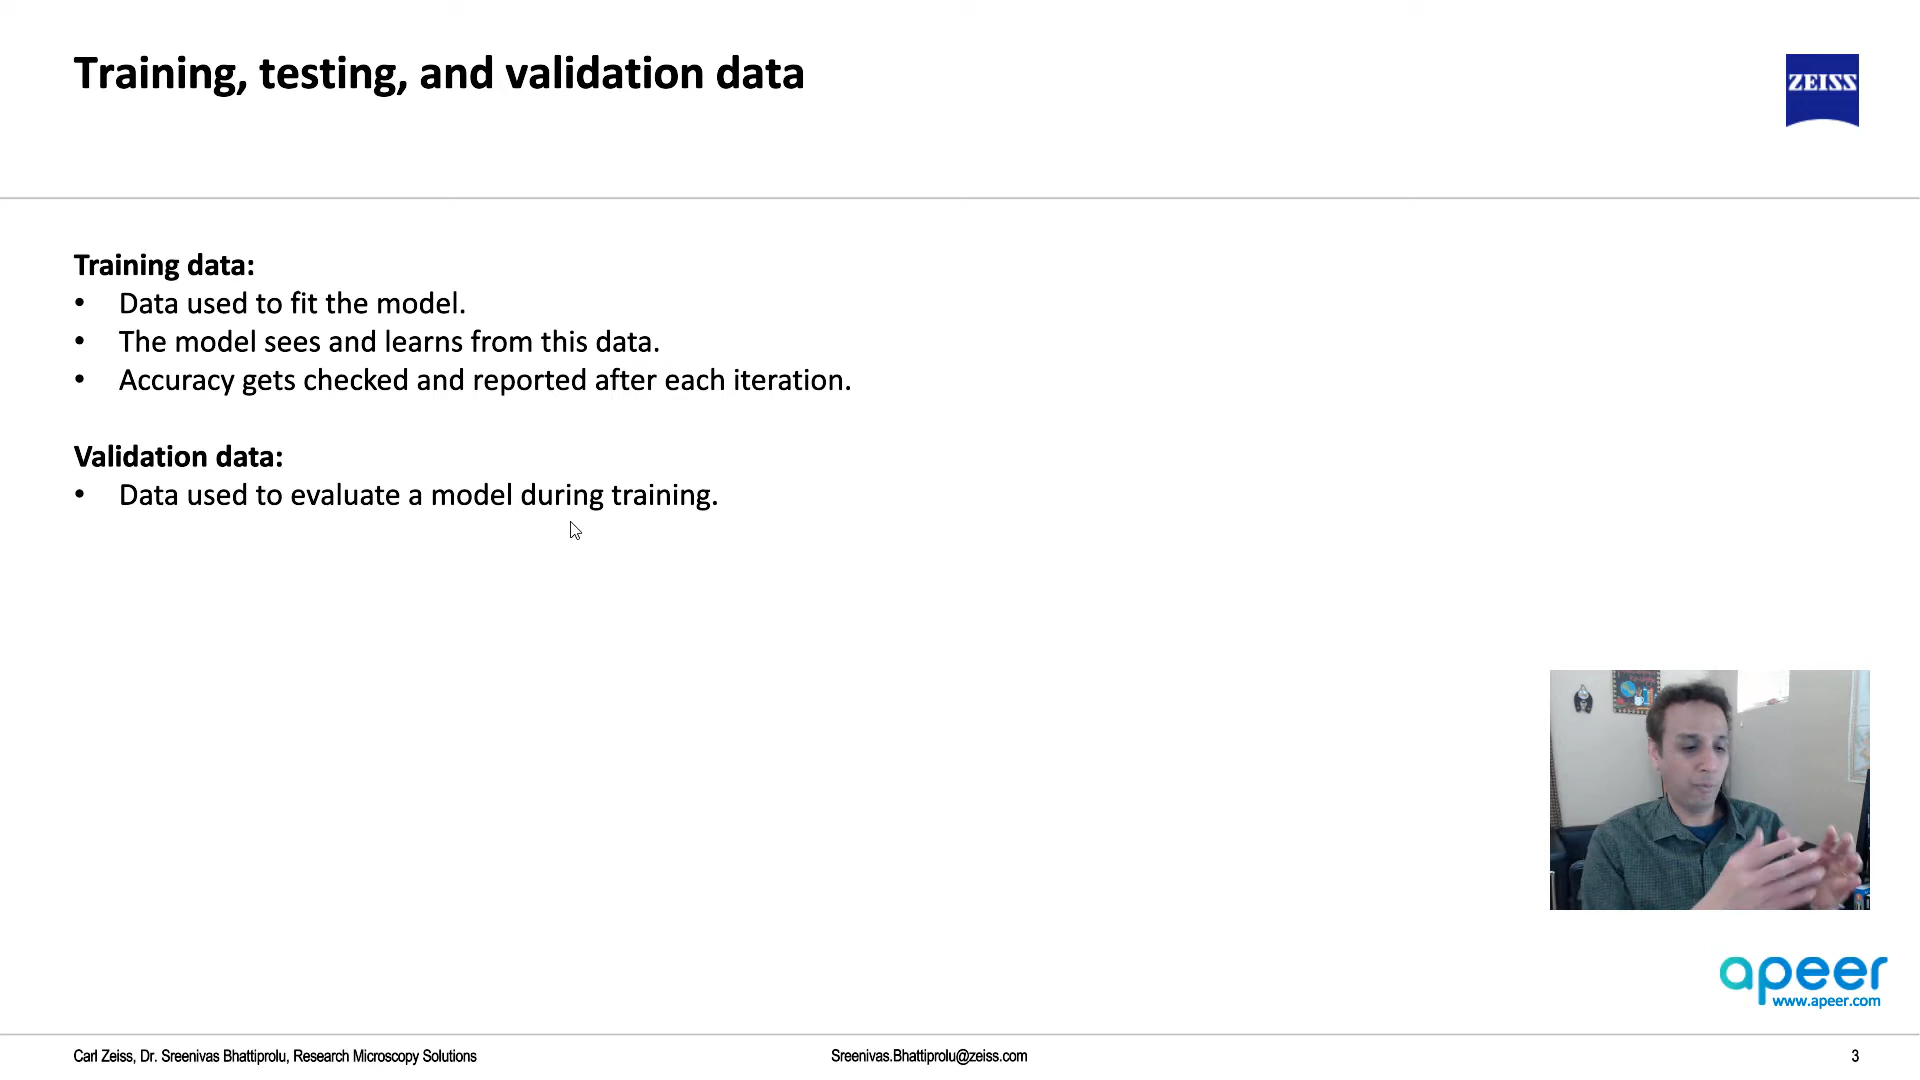 Training, testing, and validation data
ZEISS
Training data:
• Data used to fit the model.
• The model sees and learns from this data.
• Accuracy gets checked and reported after each iteration.
Validation data:
• Data used to evaluate a model during training.
apeer
www.apeer.com
Carl Zeiss, Dr. Sreenivas Bhattiprolu, Research Microscopy Solutions
Sreenivas.Bhattiprolu@zeiss.com
3